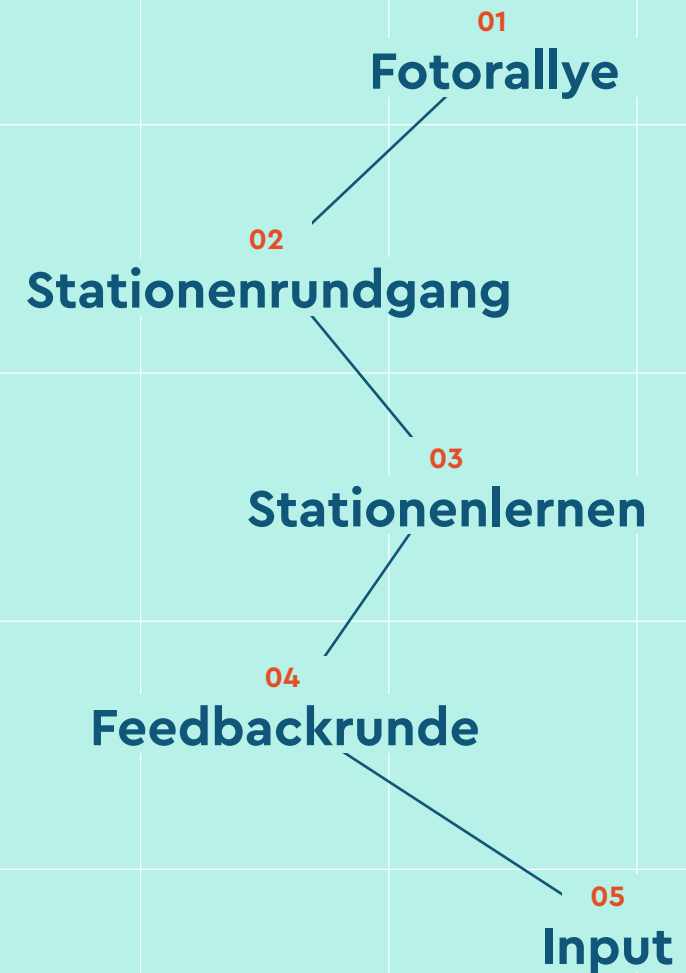 01
Fotorallye
02
Stationenrundgang
03
Stationenlernen
04
Feedbackrunde
05
Input